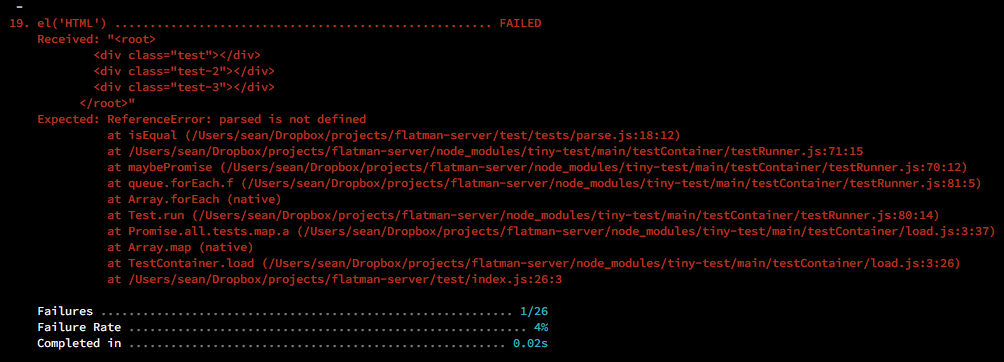 –
19. el('HTML') ...................................................... FAILED
Received: "<root>
<div class="test"></div>
<div class="test-2"></div>
<div class="test-3"></div>
</root>"
Expected: ReferenceError: parsed is not defined
at isEqual (/Users/sean/Dropbox/projects/flatman-server/test/tests/parse.js:18:12)
at /Users/sean/Dropbox/projects/flatman-server/node_modules/tiny-test/main/testContainer/testRunner.js:71:15
at maybePromise (/Users/sean/Dropbox/projects/flatman-server/node_modules/tiny-test/main/testContainer/testRunner.js:70:12)
at queue.forEach.f (/Users/sean/Dropbox/projects/flatman-server/node_modules/tiny-test/main/testContainer/testRunner.js:81:5)
at Array.forEach (native)
at Test.run (/Users/sean/Dropbox/projects/flatman-server/node_modules/tiny-test/main/testContainer/testRunner.js:80:14)
at Promise.all.tests.map.a (/Users/sean/Dropbox/projects/flatman-server/node_modules/tiny-test/main/testContainer/load.js:3:37)
at Array.map (native)
at TestContainer.load (/Users/sean/Dropbox/projects/flatman-server/node_modules/tiny-test/main/testContainer/load.js:3:26)
at /Users/sean/Dropbox/projects/flatman-server/test/index.js:26:3
Failures ........................................................... 1/26
Failure Rate ......................................................... 4%
Completed in ...................................................... 0.02s